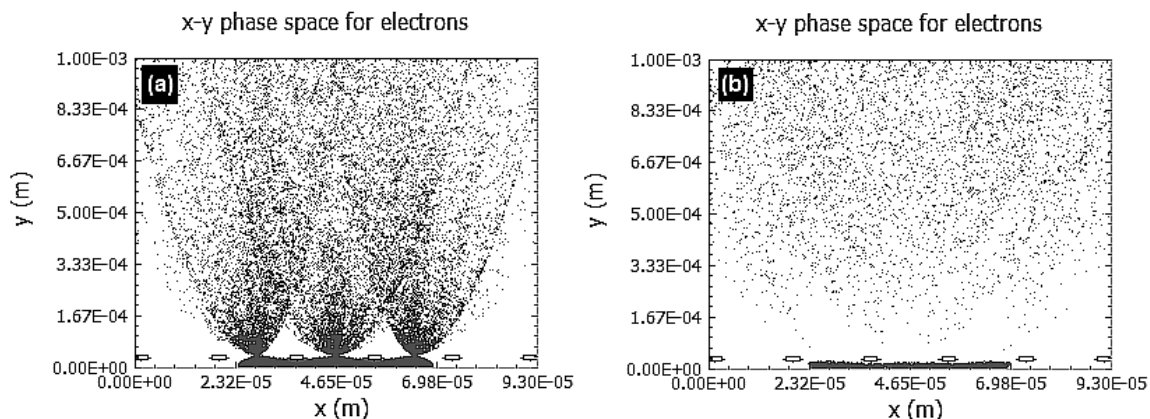 x-y phase space for electrons
(a)
1.00E-03
8.33E-04
6.67E-04
5.00E-04
3.33E-04
1.67E-04
0.00E+00
y (m)
0.00E+00 2.32E-05 4.65E-05 6.98E-05 9.30E-05
x (m)
x-y phase space for electrons
(b)
1.00E-03
8.33E-04
6.67E-04
5.00E-04
3.33E-04
1.67E-04
0.00E+00
y (m)
0.00E+00 2.32E-05 4.65E-05 6.98E-05 9.30E-05
x (m)